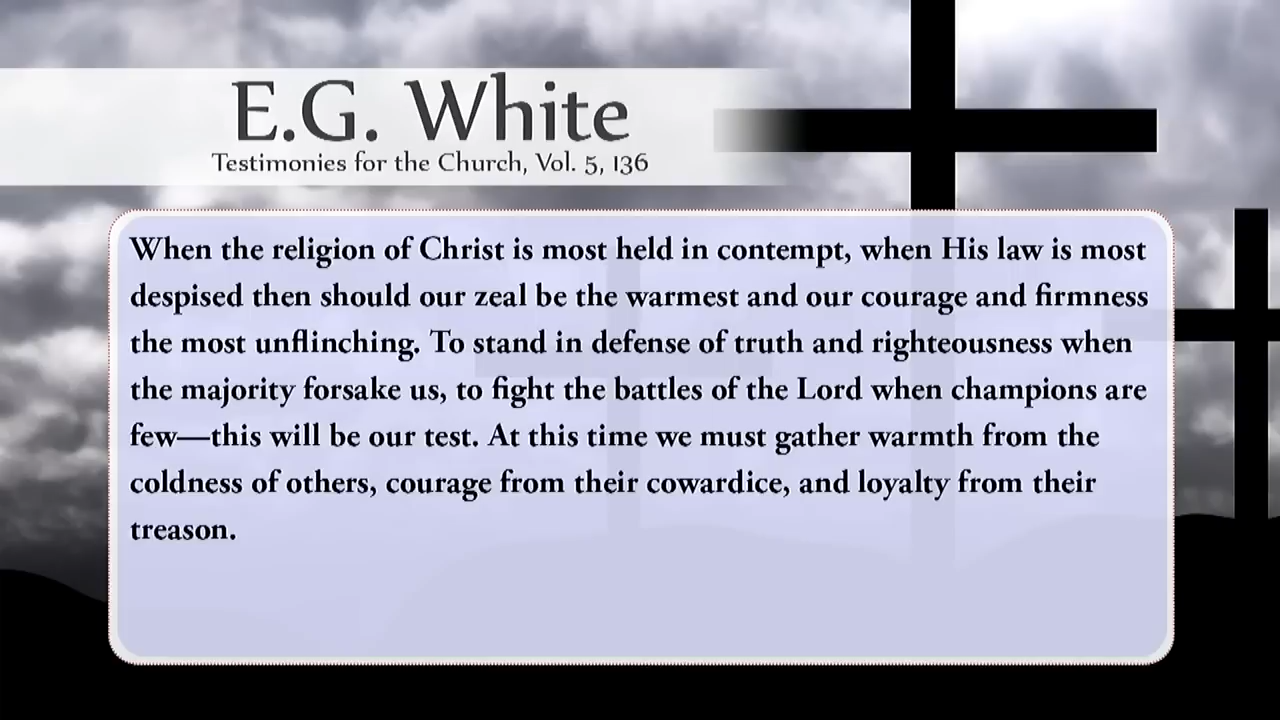 E.G. White
Testimonies for the Church, Vol. 5, 136
When the religion of Christ is most held in contempt, when His law is most
despised then should our zeal be the warmest and our courage and firmness
the most unflinching. To stand in defense of truth and righteousness when
the majority forsake us, to fight the battles of the Lord when champions are
few—this will be our test. At this time we must gather warmth from the
coldness of others, courage from their cowardice, and loyalty from their
treason.